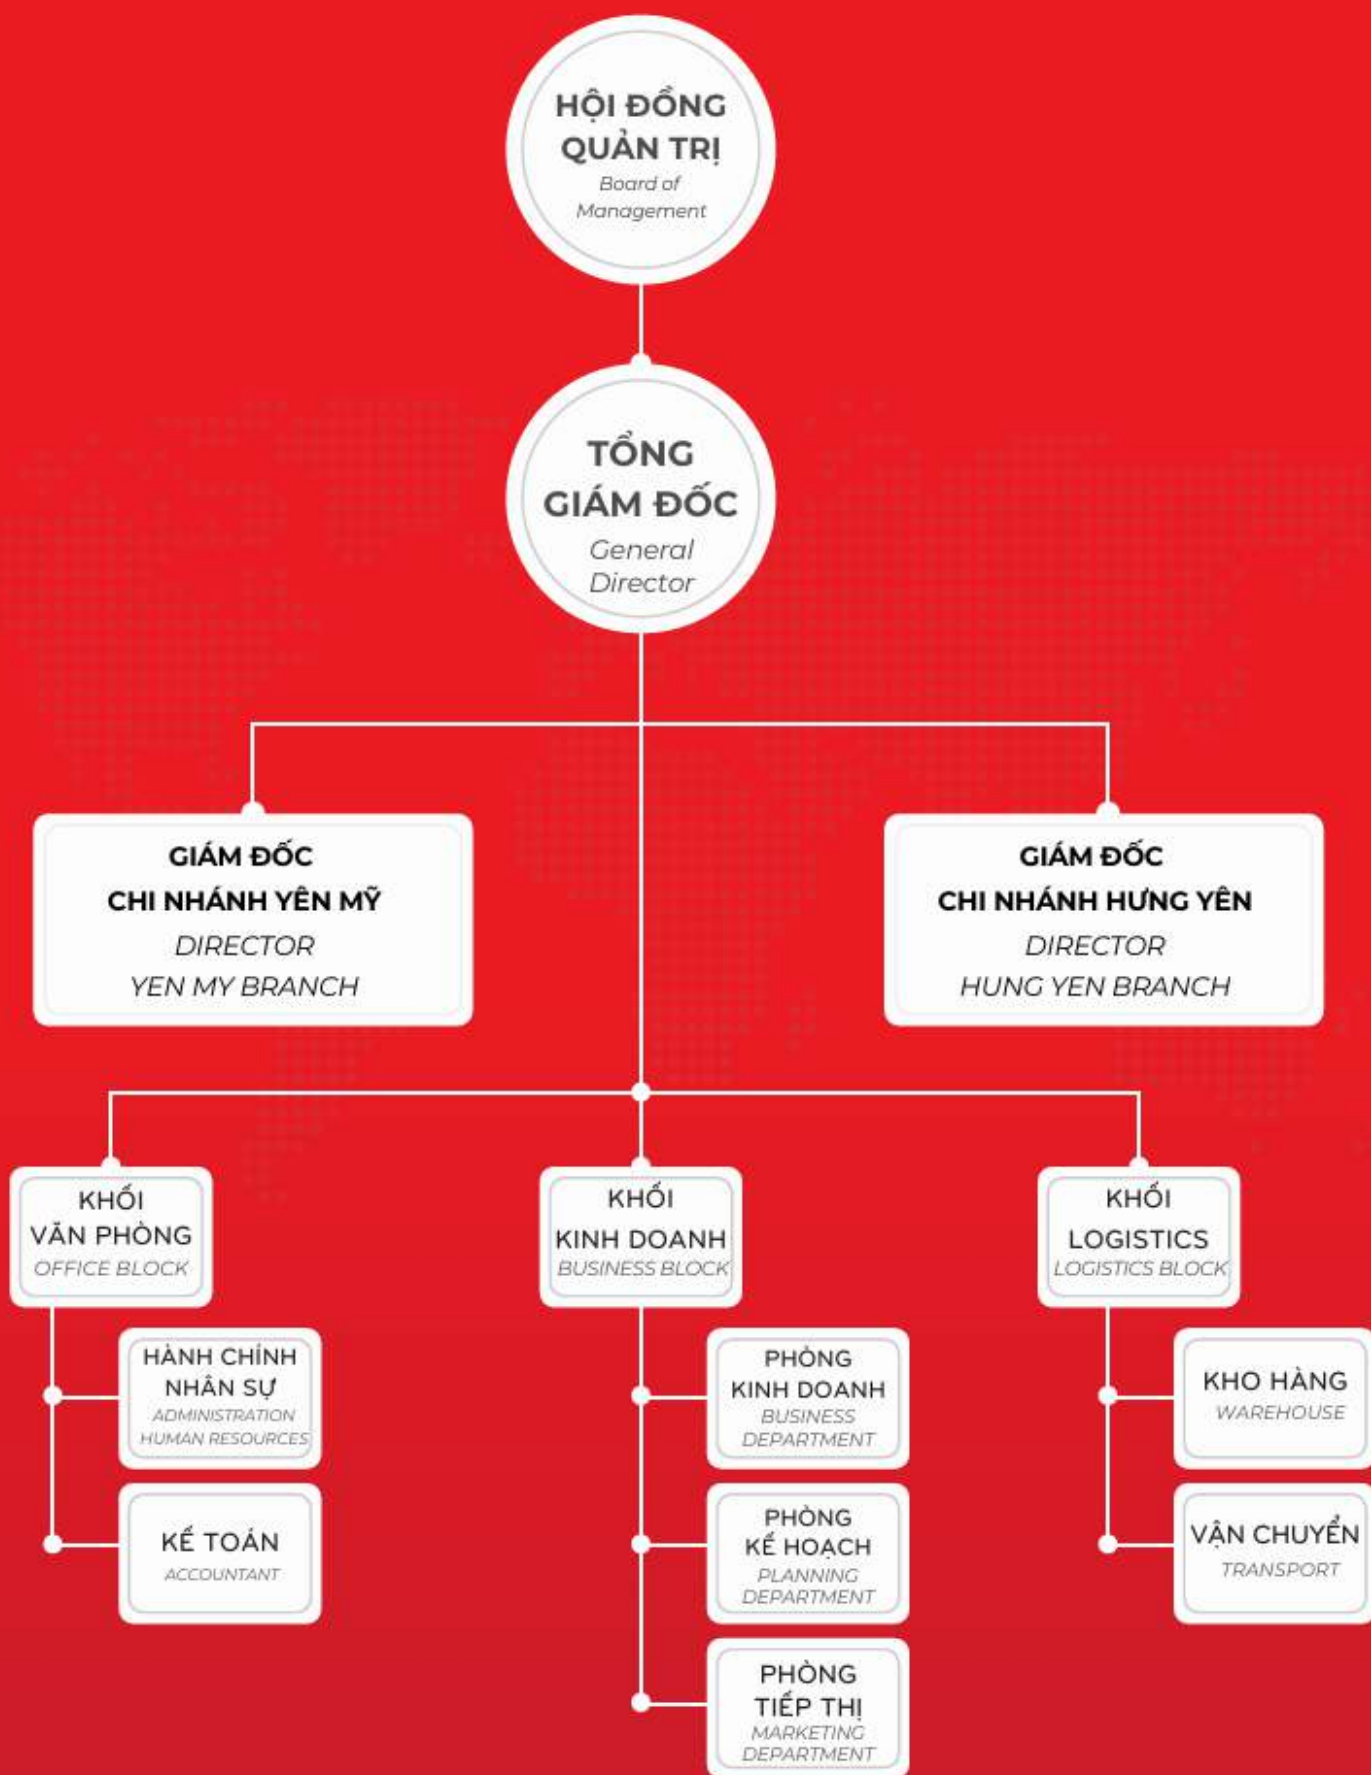 HỘI ĐỒNG
QUẢN TRỊ
Board of
Management
TỔNG
GIÁM ĐỐC
General
Director
GIÁM ĐỐC
CHI NHÁNH YÊN MỸ
DIRECTOR
YEN MY BRANCH
GIÁM ĐỐC
CHI NHÁNH HƯNG YÊN
DIRECTOR
HUNG YEN BRANCH
KHỐI
VĂN PHÒNG
OFFICE BLOCK
HÀNH CHÍNH
NHÂN SỰ
ADMINISTRATION
HUMAN RESOURCES
KẾ TOÁN
ACCOUNTANT
KHỐI
KINH DOANH
BUSINESS BLOCK
PHÒNG
KINH DOANH
BUSINESS
DEPARTMENT
PHÒNG
KẾ HOẠCH
PLANNING
DEPARTMENT
PHÒNG
TIẾP THỊ
MARKETING
DEPARTMENT
KHỐI
LOGISTICS
LOGISTICS BLOCK
KHO HÀNG
WAREHOUSE
VẬN CHUYỂN
TRANSPORT